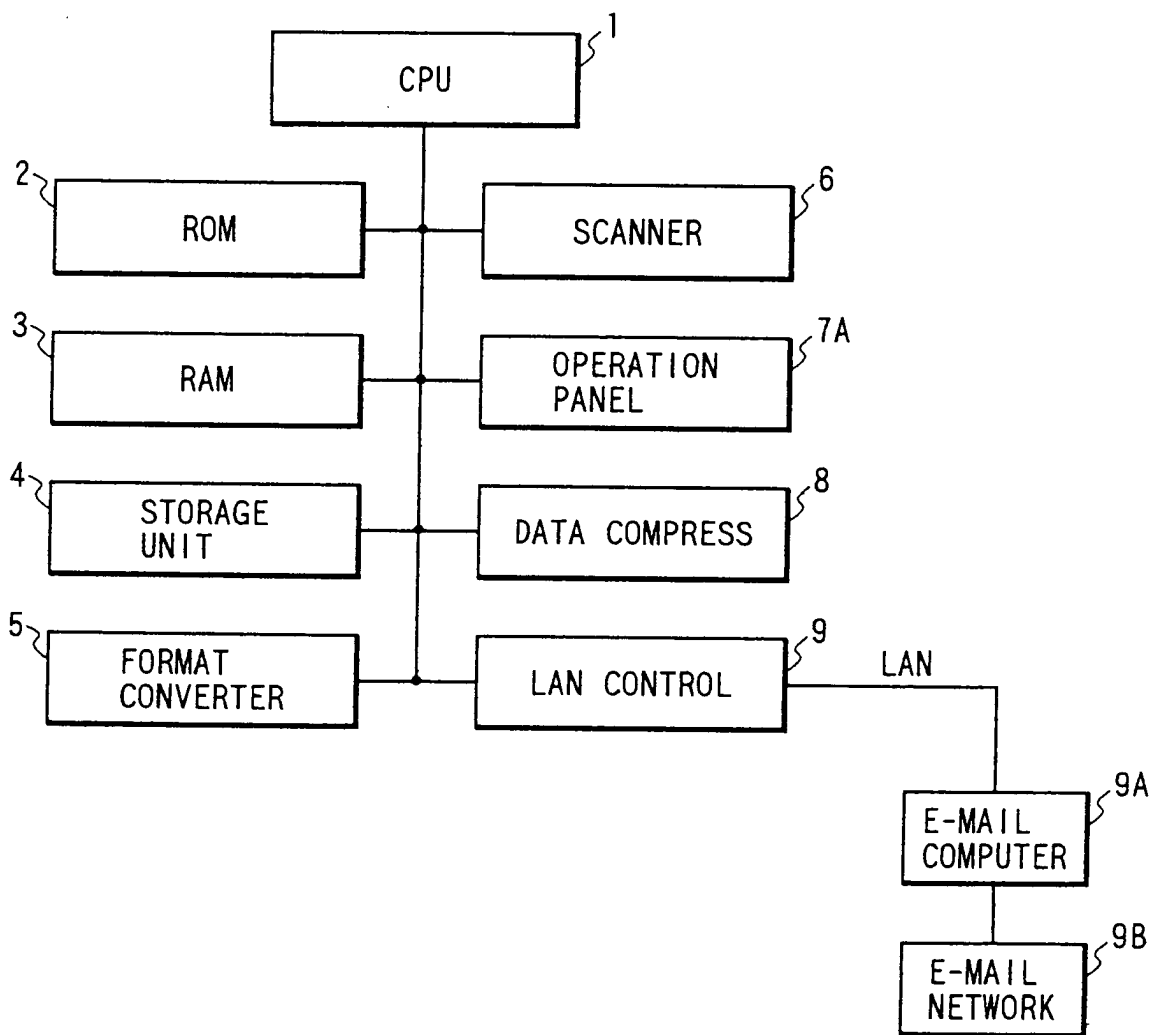 1
CPU
2
ROM
6
SCANNER
3
RAM
7A
OPERATION
PANEL
4
STORAGE
UNIT
8
DATA COMPRESS
5
FORMAT
CONVERTER
9
LAN CONTROL
LAN
9A
E-MAIL
COMPUTER
9B
E-MAIL
NETWORK